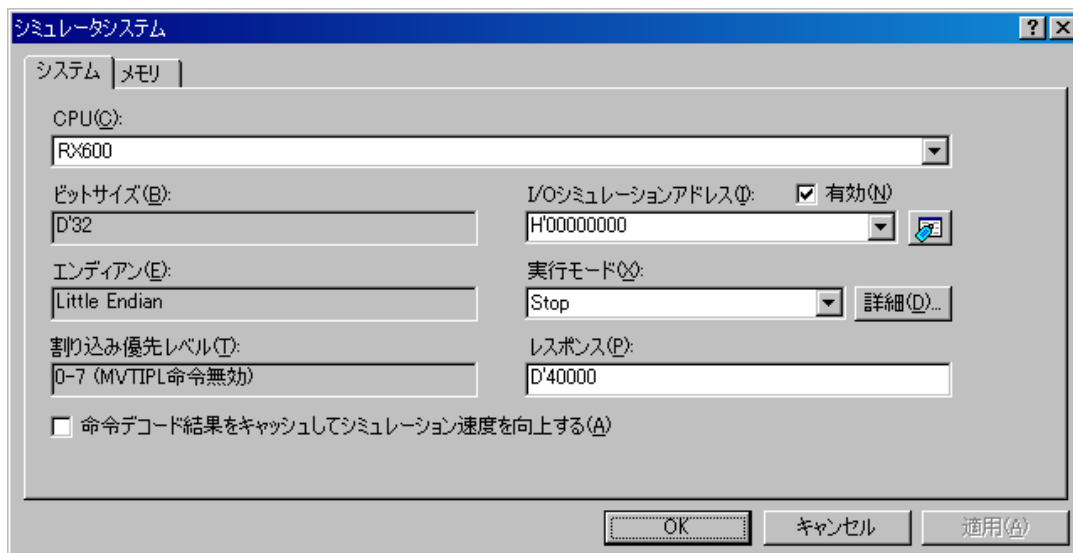 シミュレータシステム
システム メモリ
CPU(C):
RX600
ビットサイズ(B):
D'32
I/Oシミュレーションアドレス(I): 有効(N)
H'00000000
エンディアン(E):
Little Endian
実行モード(X):
Stop 詳細(D)...
割り込み優先レベル(T):
0-7 (MVTIPL命令無効)
レスポンス(P):
D'40000
命令デコード結果をキャッシュしてシミュレーション速度を向上する(A)
OK キャンセル 適用(A)